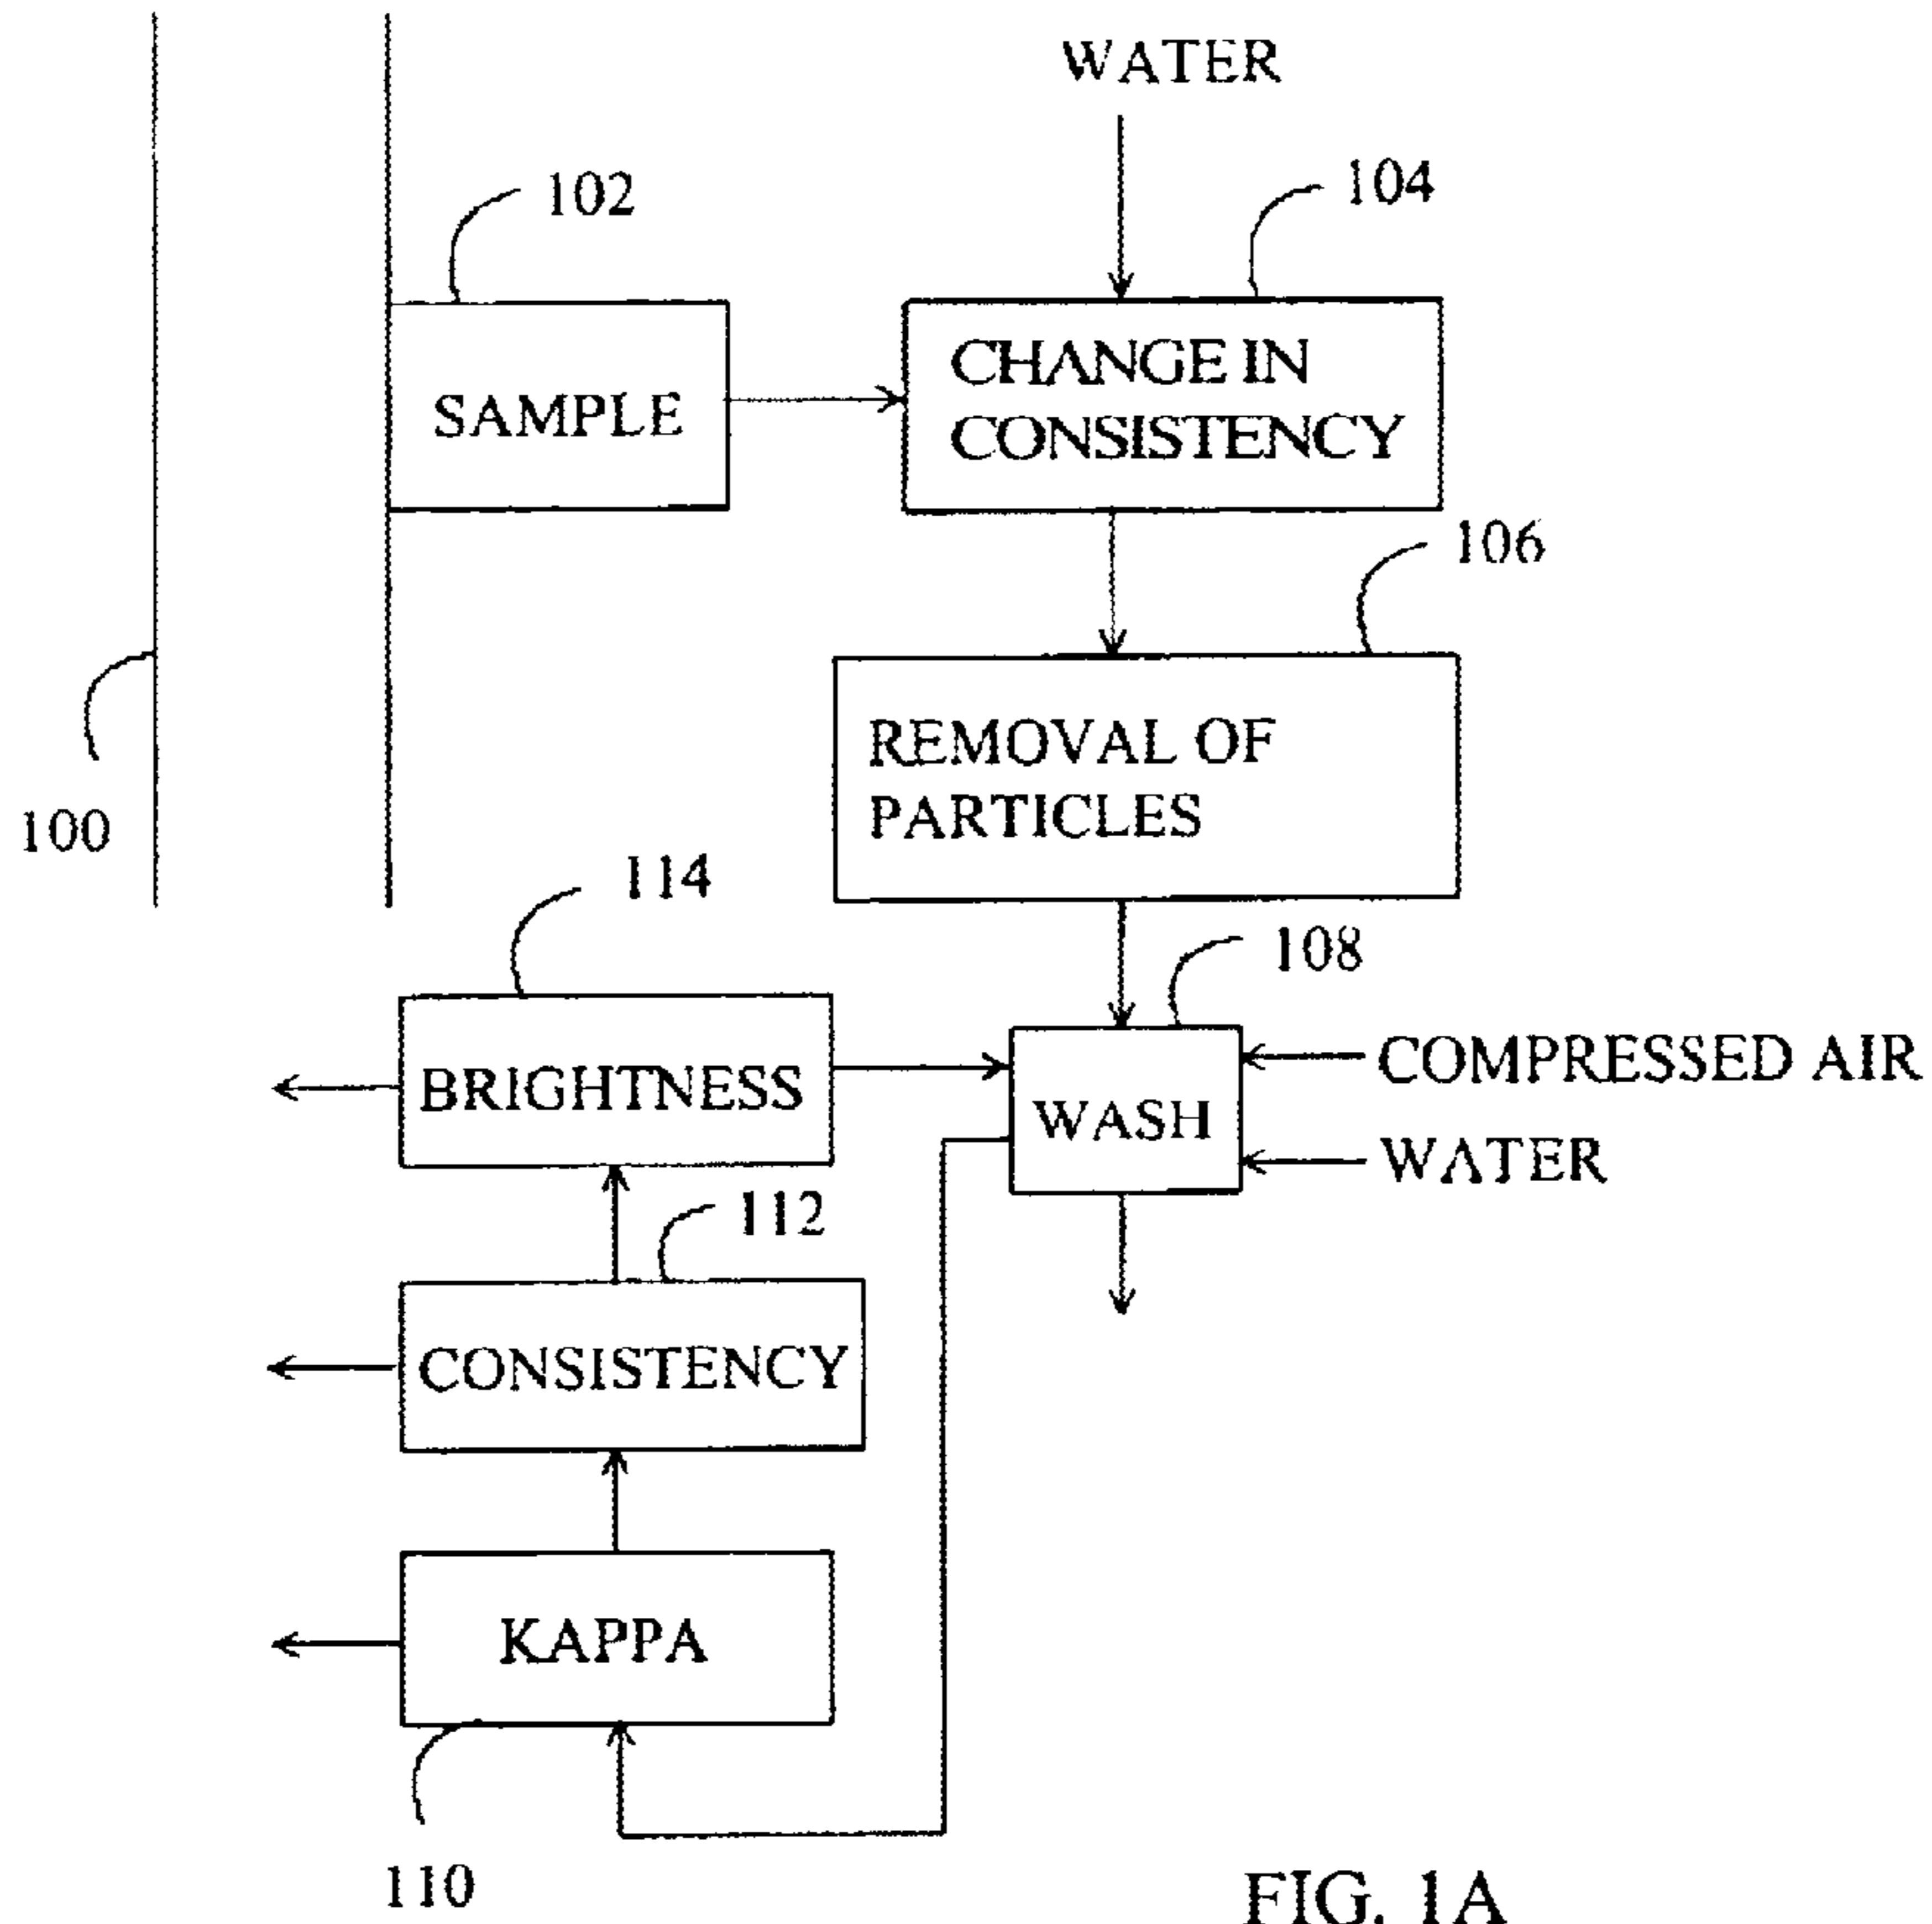 WATER
102
104
SAMPLE
CHANGE IN
CONSISTENCY
106
REMOVAL OF
PARTICLES
100
114
108
BRIGHTNESS
WASH
COMPRESSED AIR
WATER
112
CONSISTENCY
KAPPA
110
FIG. 1A